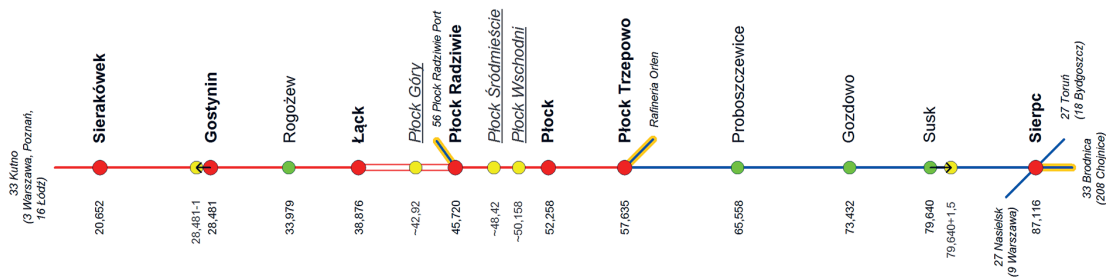 33 Kutno
(3 Warszawa, Poznań,
16 Łódź)
Sierakówek
20,652
28,481-1
Gostynin
28,481
Rogożew
33,979
Łąck
38,876
Płock Góry
~42,92
56 Płock Radziwie Port
Płock Radziwie
45,720
Płock Śródmieście
~48,42
Płock Wschodni
~50,158
Płock
52,258
Płock Trzepowo
57,635
Rafineria Orlen
Proboszczewice
65,558
Gozdowo
73,432
Susk
79,640
79,640+1,5
27 Nasielsk
(9 Warszawa)
Sierpc
87,116
27 Toruń
(18 Bydgoszcz)
33 Brodnica
(208 Chojnice)